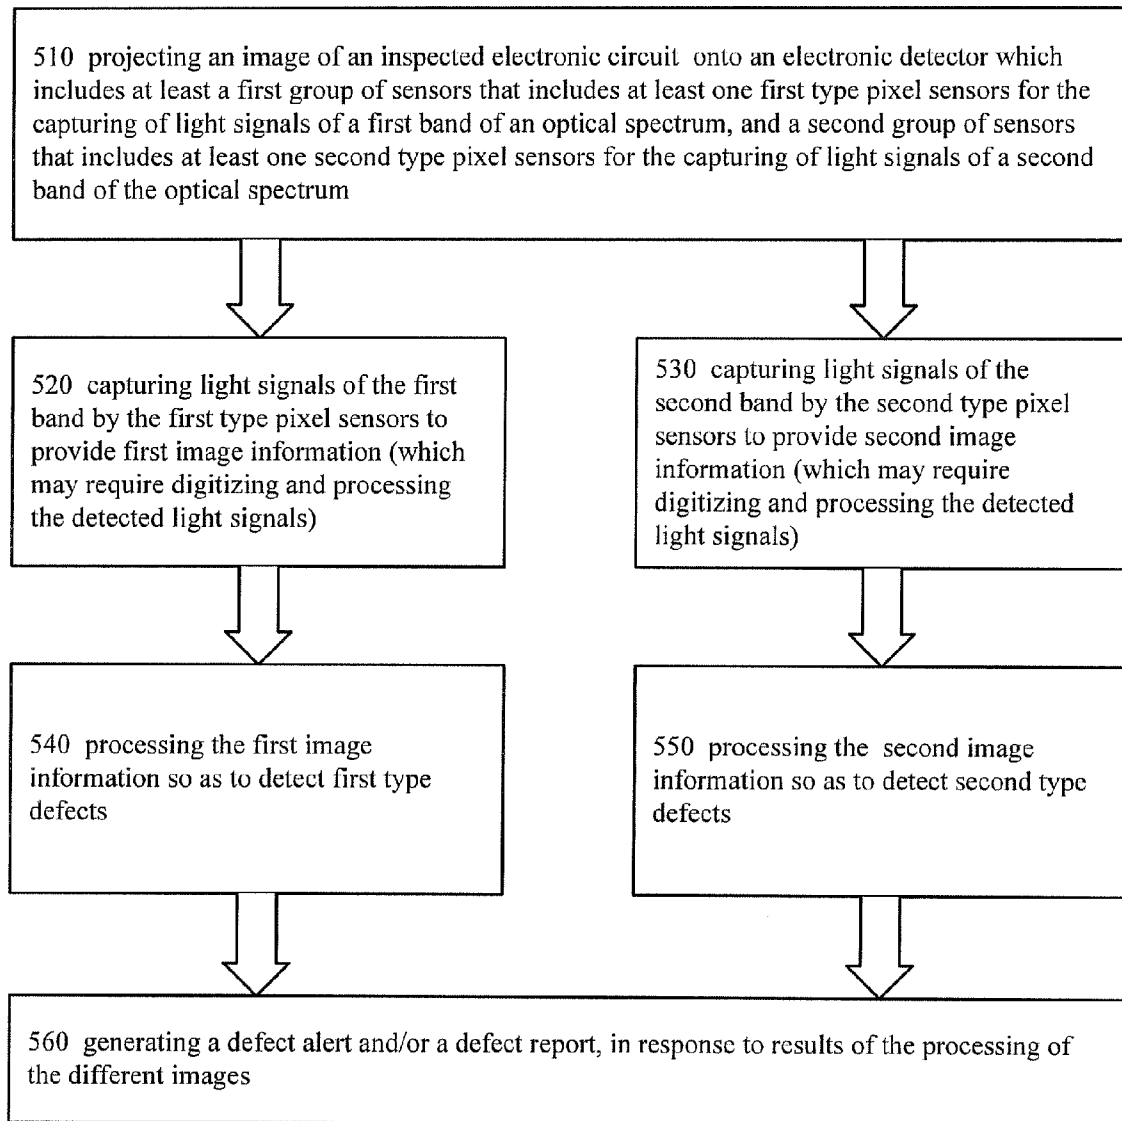 510 projecting an image of an inspected electronic circuit onto an electronic detector which
includes at least a first group of sensors that includes at least one first type pixel sensors for the
capturing of light signals of a first band of an optical spectrum, and a second group of sensors
that includes at least one second type pixel sensors for the capturing of light signals of a second
band of the optical spectrum
520 capturing light signals of the first
band by the first type pixel sensors to
provide first image information (which
may require digitizing and processing
the detected light signals)
530 capturing light signals of the
second band by the second type pixel
sensors to provide second image
information (which may require
digitizing and processing the detected
light signals)
540 processing the first image
information so as to detect first type
defects
550 processing the second image
information so as to detect second type
defects
560 generating a defect alert and/or a defect report, in response to results of the processing of
the different images